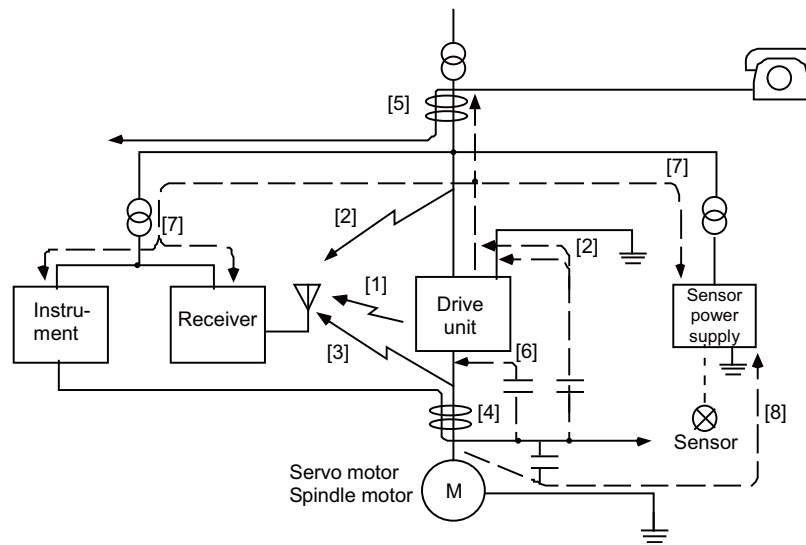 [5]
[7]
[2]
[7]
[2]
[1]
Instru-
ment
Receiver
Drive
unit
Sensor
power
supply
[3]
[6]
[4]
[8]
Sensor
Servo motor
Spindle motor
M